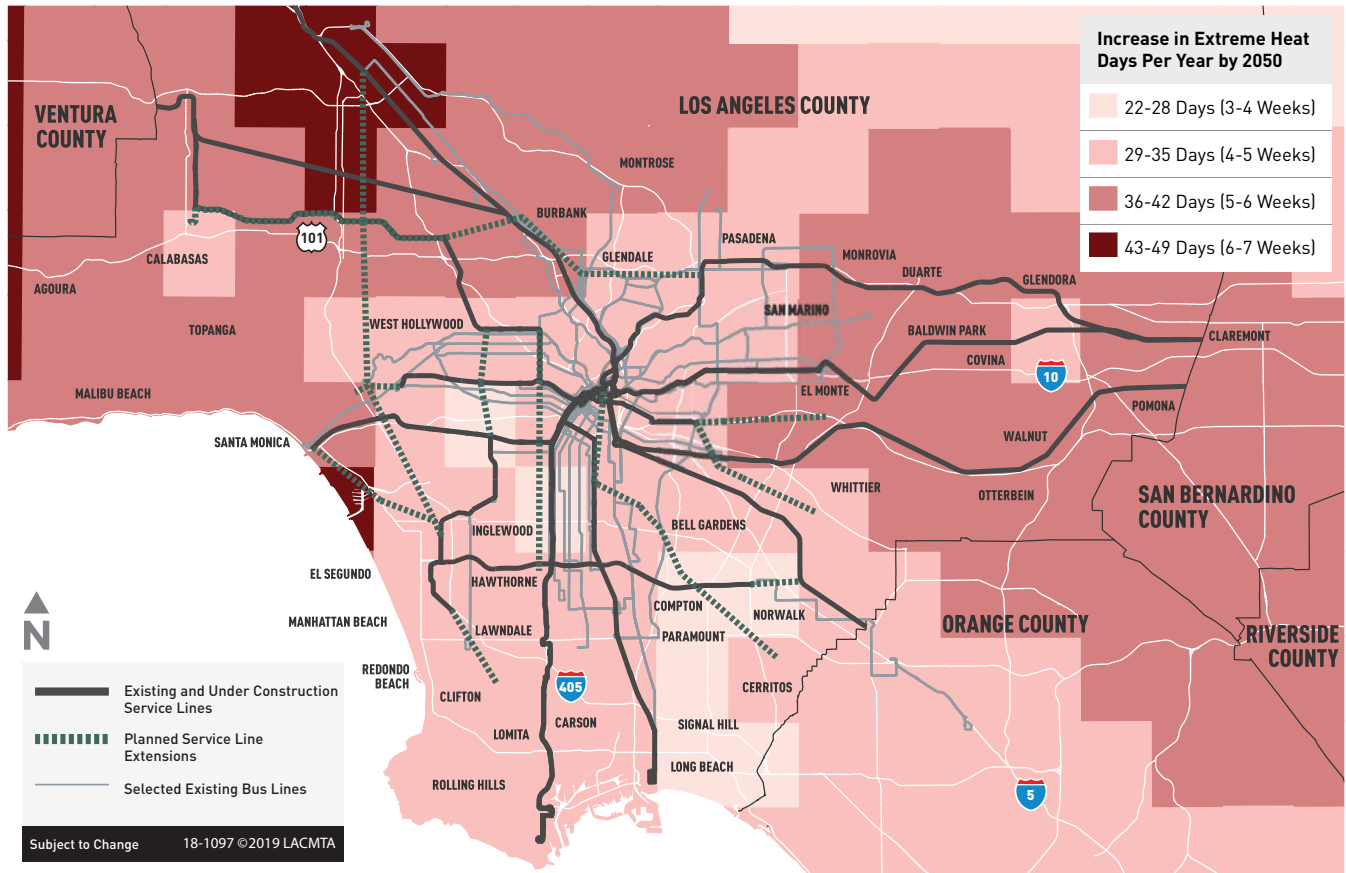 Increase in Extreme Heat
Days Per Year by 2050
22-28 Days (3-4 Weeks)
29-35 Days (4-5 Weeks)
36-42 Days (5-6 Weeks)
43-49 Days (6-7 Weeks)
LOS ANGELES COUNTY
VENTURA
COUNTY
MONTROSE
BURBANK
101
PASADENA
CALABASAS
GLENDALE
MONROVIA
DUARTE
GLENDORA
AGOURA
SAN MARINO
TOPANGA
WEST HOLLYWOOD
BALDWIN PARK
CLAREMONT
COVINA
10
MALIBU BEACH
EL MONTE
POMONA
SANTA MONICA
WALNUT
WHITTIER
OTTERBEIN
SAN BERNARDINO
COUNTY
INGLEWOOD
BELL GARDENS
EL SEGUNDO
HAWTHORNE
COMPTON
NORWALK
MANHATTAN BEACH
LAWNDALE
PARAMOUNT
ORANGE COUNTY
RIVERSIDE
COUNTY
REDONDO
BEACH
CLIFTON
405
CERRITOS
CARSON
SIGNAL HILL
LOMITA
LONG BEACH
ROLLING HILLS
5
N
Existing and Under Construction
Service Lines
Planned Service Line
Extensions
Selected Existing Bus Lines
Subject to Change 18-1097 ©2019 LACMTA